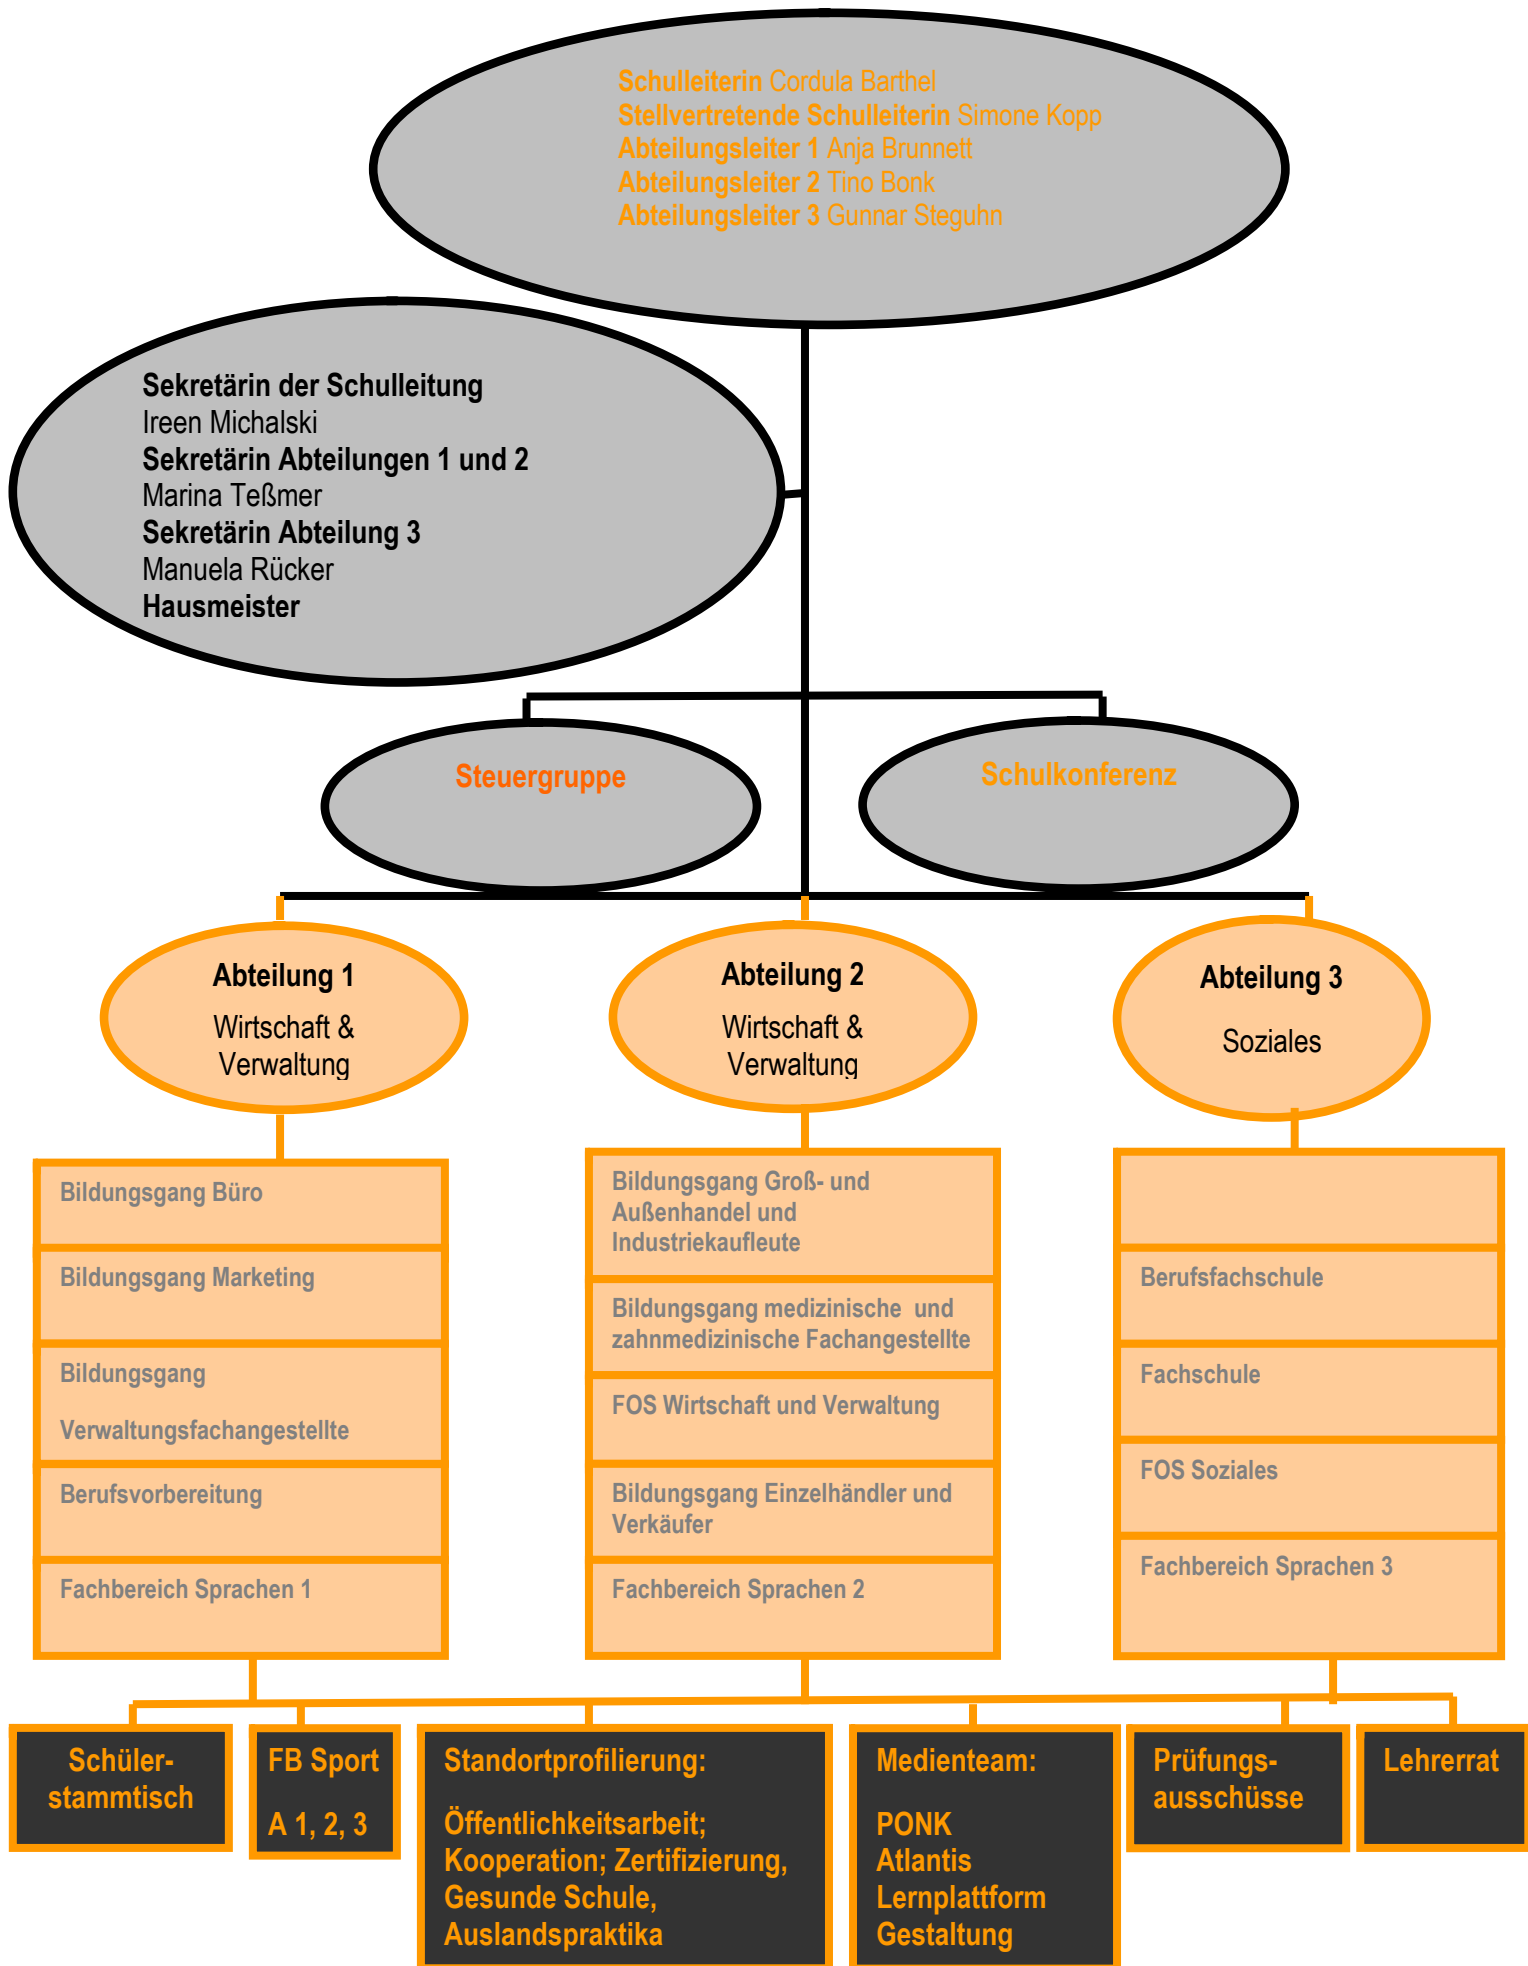 Schulleiterin Cordula Barthel
Stellvertretende Schulleiterin Simone Kopp
Abteilungsleiter 1 Anja Brunnett
Abteilungsleiter 2 Tino Bonk
Abteilungsleiter 3 Gunnar Steguhn
Sekretärin der Schulleitung
Ireen Michalski
Sekretärin Abteilungen 1 und 2
Marina Teßmer
Sekretärin Abteilung 3
Manuela Rücker
Hausmeister
Steuergruppe
Schulkonferenz
Abteilung 1
Wirtschaft &
Verwaltung
Abteilung 2
Wirtschaft &
Verwaltung
Abteilung 3
Soziales
Bildungsgang Büro
Bildungsgang Marketing
Bildungsgang
Verwaltungsfachangestellte
Berufsvorbereitung
Fachbereich Sprachen 1
Bildungsgang Groß- und
Außenhandel und
Industriekaufleute
Bildungsgang medizinische und
zahnmedizinische Fachangestellte
FOS Wirtschaft und Verwaltung
Bildungsgang Einzelhändler und
Verkäufer
Fachbereich Sprachen 2
Berufsfachschule
Fachschule
FOS Soziales
Fachbereich Sprachen 3
Schüler-
stammtisch
FB Sport
A 1, 2, 3
Standortprofilierung:
Öffentlichkeitsarbeit;
Kooperation; Zertifizierung,
Gesunde Schule,
Auslandspraktika
Medienteam:
PONK
Atlantis
Lernplattform
Gestaltung
Prüfungs-
ausschüsse
Lehrerrat